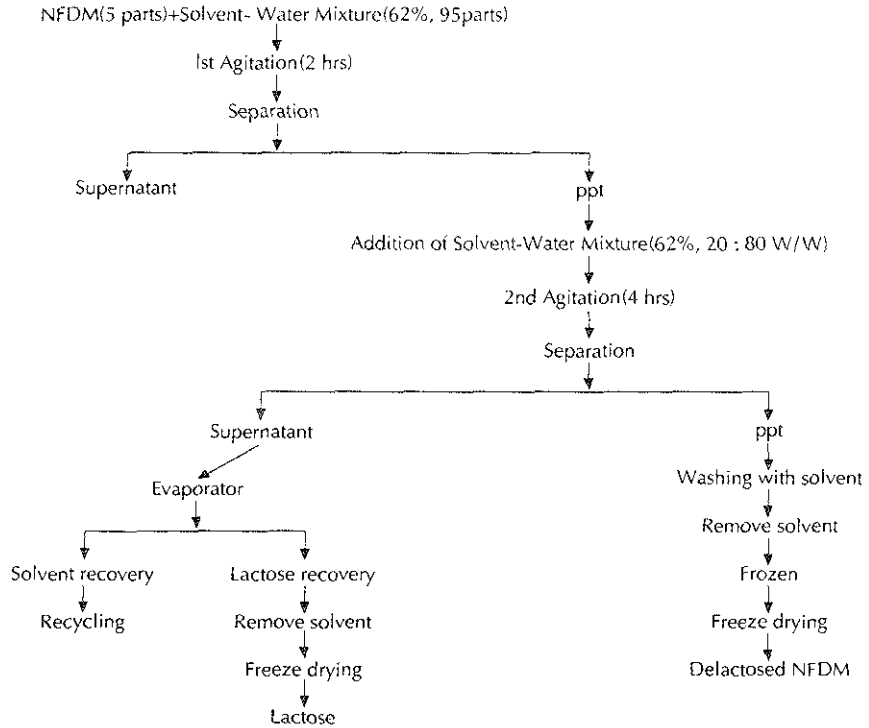 NFDM(5 parts)+Solvent- Water Mixture(62%, 95parts)
1st Agitation(2 hrs)
Separation
Supernatant
ppt
Addition of Solvent-Water Mixture(62%, 20 : 80 W/W)
2nd Agitation(4 hrs)
Separation
Supernatant
ppt
Evaporator
Washing with solvent
Remove solvent
Solvent recovery
Lactose recovery
Frozen
Recycling
Remove solvent
Freeze drying
Freeze drying
Delactosed NFDM
Lactose